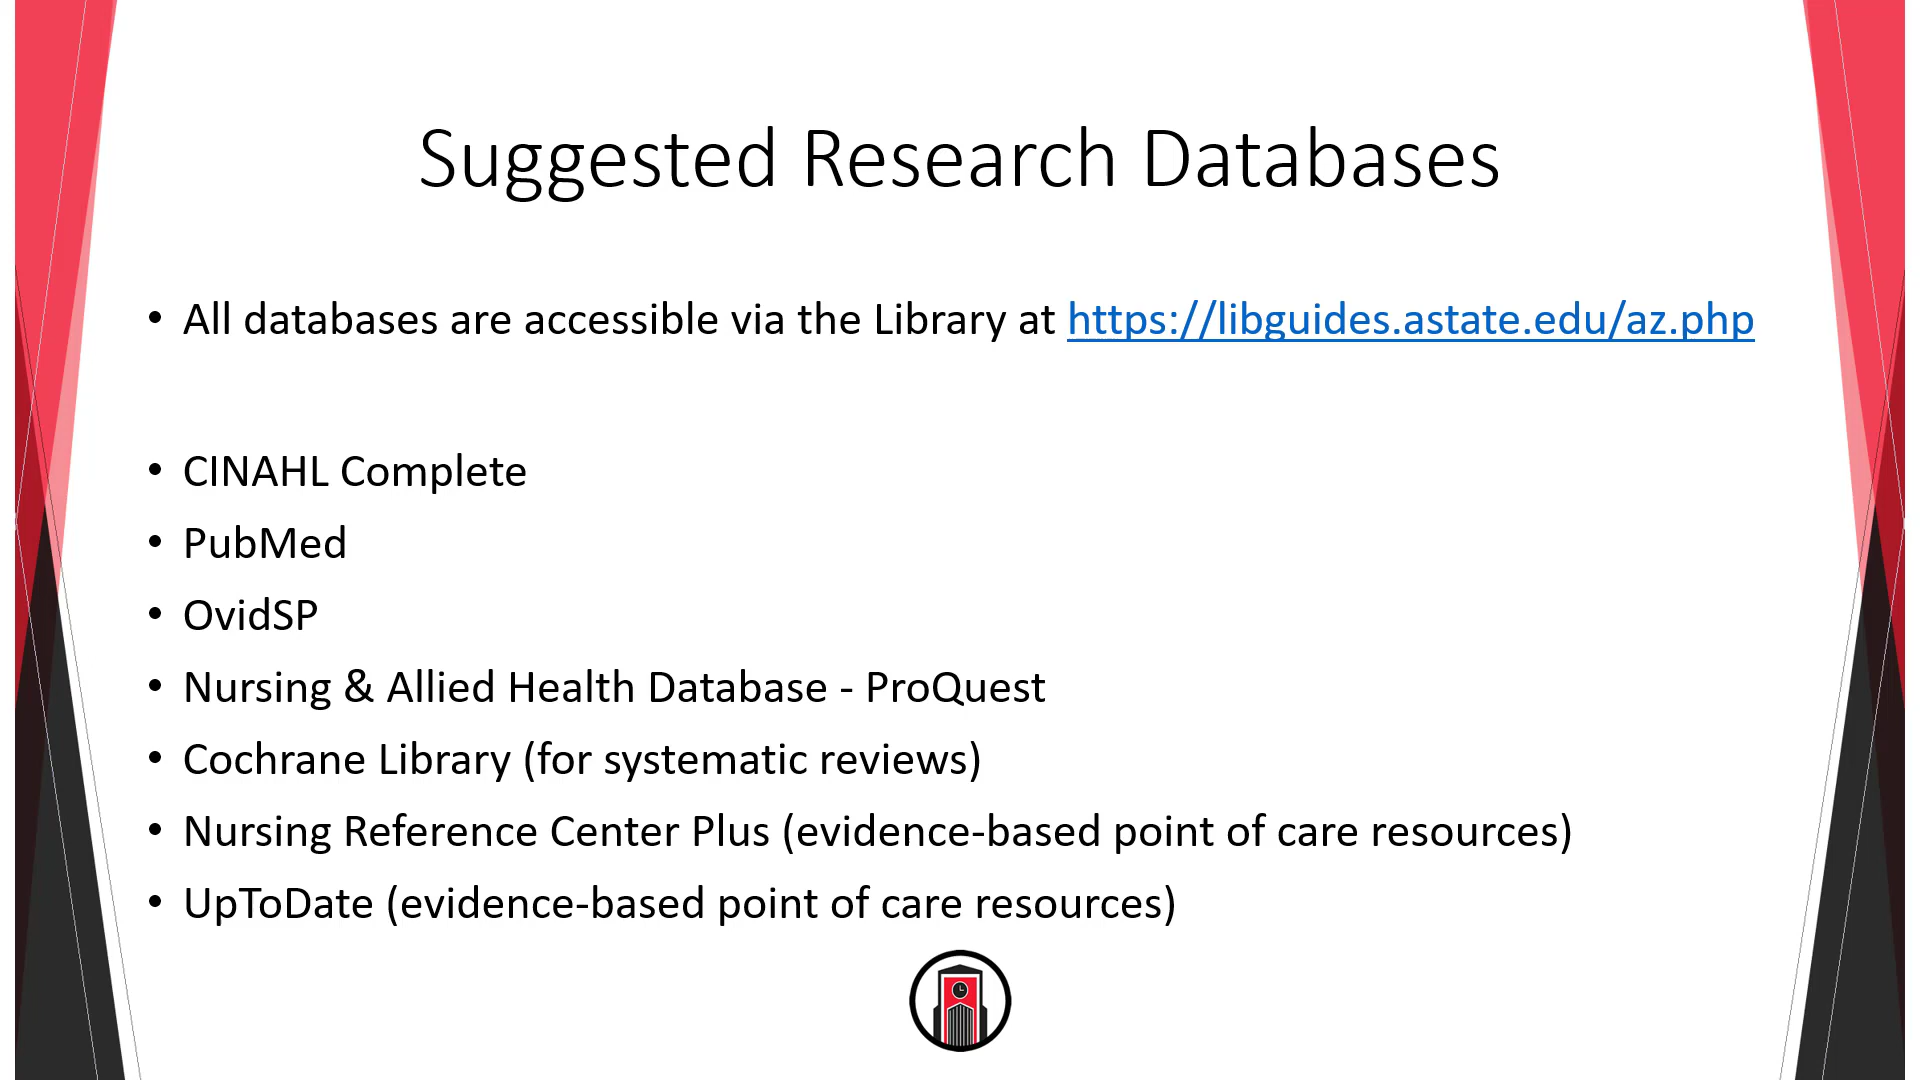 Suggested Research Databases
• All databases are accessible via the Library at https://libguides.astate.edu/az.php
• CINAHL Complete
• PubMed
• OvidSP
• Nursing & Allied Health Database - ProQuest
• Cochrane Library (for systematic reviews)
• Nursing Reference Center Plus (evidence-based point of care resources)
• UpToDate (evidence-based point of care resources)